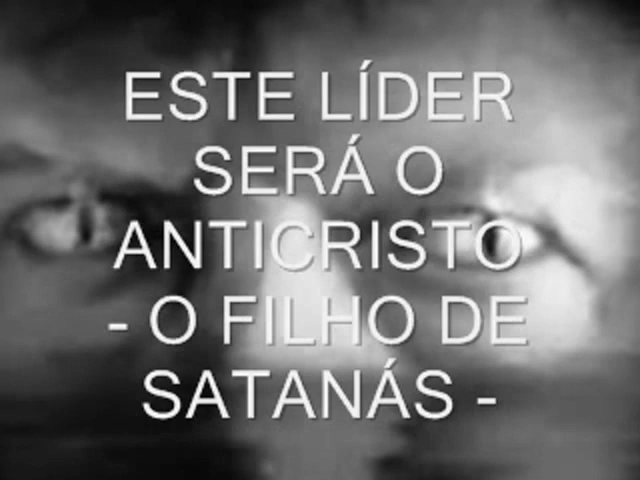 ESTE LÍDER
SERÁ O
ANTICRISTO
- O FILHO DE
SATANÁS -